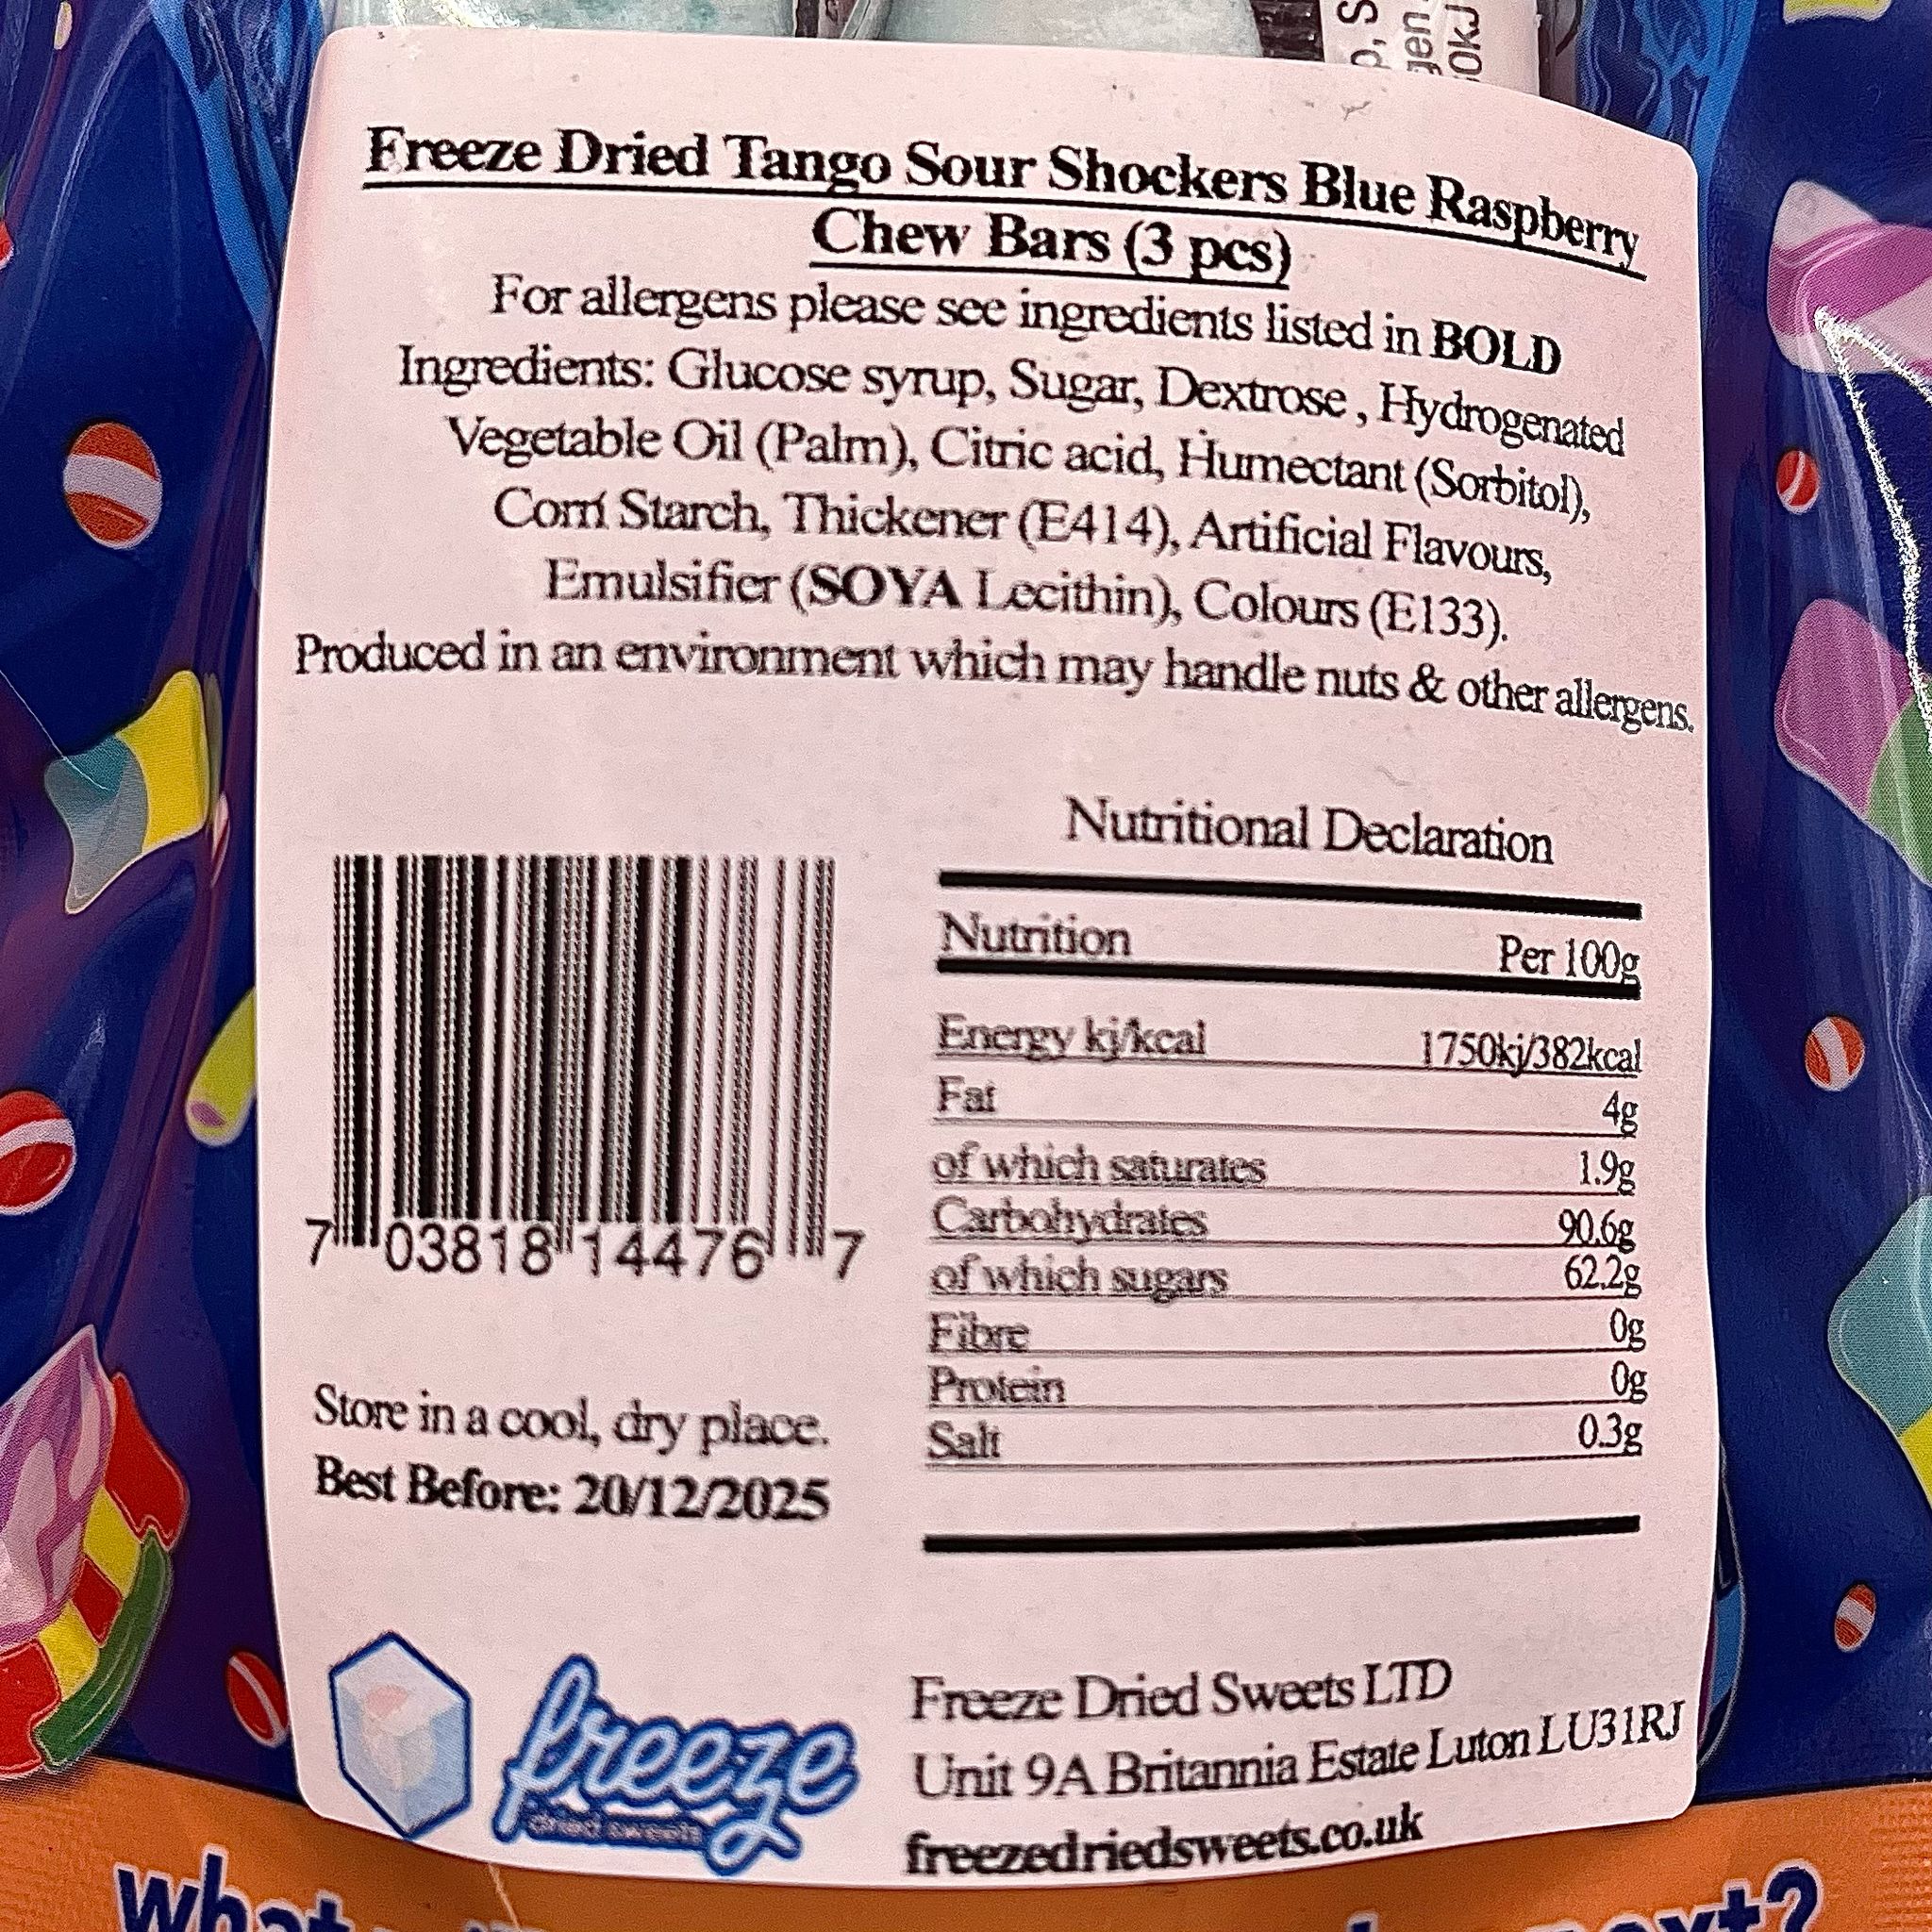 p, S
gen
0kJ
Freeze Dried Tango Sour Shockers Blue Raspberry
Chew Bars (3 pcs)
For allergens please see ingredients listed in BOLD
Ingredients: Glucose syrup, Sugar, Dextrose , Hydrogenated
Vegetable Oil (Palm), Citric acid, Humectant (Sorbitol),
Corn Starch, Thickener (E414), Artificial Flavours,
Emulsifier (SOYA Lecithin), Colours (E133).
Produced in an environment which may handle nuts & other allergens.
Nutritional Declaration
Nutrition Per 100g
Energy kj/kcal 1750kj/382kcal
Fat 4g
of which saturates 1.9g
Carbohydrates 90.6g
of which sugars 62.2g
Fibre 0g
Protein 0g
Salt 0.3g
7 03818 14476 7
Store in a cool, dry place.
Best Before: 20/12/2025
freeze
dried sweets
Freeze Dried Sweets LTD
Unit 9A Britannia Estate Luton LU31RJ
freezedriedsweets.co.uk
what